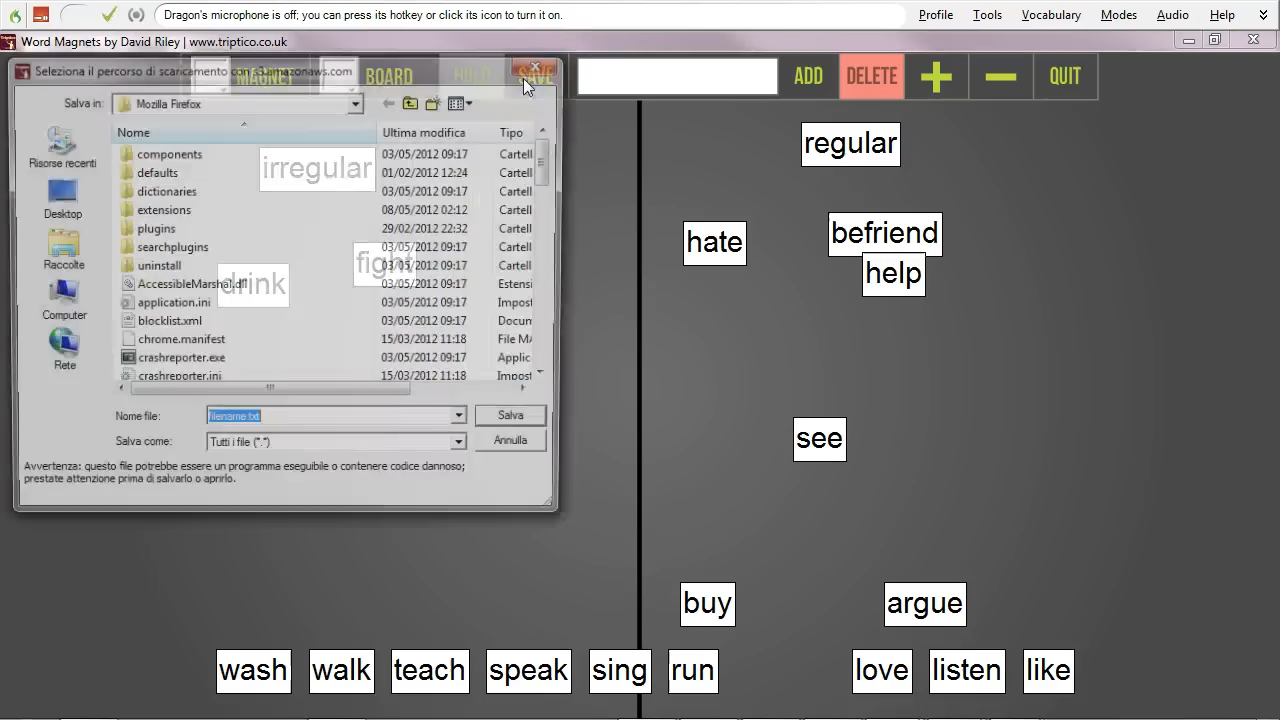 Dragon's microphone is off; you can press its hotkey or click its icon to turn it on.
Profile Tools Vocabulary Modes Audio Help
Word Magnets by David Riley | www.triptico.co.uk
Seleziona il percorso di scaricamento con s3.amazonaws.com
MAGNET BOARD HOLD SAVE ADD DELETE QUIT
Salva in: Mozilla Firefox
Nome Ultima modifica Tipo
components 03/05/2012 09:17 Cartell
defaults 01/02/2012 12:24 Cartell
dictionaries 03/05/2012 09:17 Cartell
extensions 08/05/2012 02:12 Cartell
plugins 29/02/2012 22:32 Cartell
searchplugins 03/05/2012 09:17 Cartell
uninstall 03/05/2012 09:17 Cartell
AccessibleMarshal.dll 03/05/2012 09:17 Estensi
application.ini 03/05/2012 09:17 Impost
blocklist.xml 03/05/2012 09:17 Docum
chrome.manifest 15/03/2012 11:18 File MA
crashreporter.exe 03/05/2012 09:17 Applic
crashreporter.ini 15/03/2012 11:18 Impost
Risorse recenti
Desktop
Raccolte
Computer
Rete
Nome file: filename.txt Salva
Salva come: Tutti i file (*.*) Annulla
Avvertenza: questo file potrebbe essere un programma eseguibile o contenere codice dannoso;
prestate attenzione prima di salvarlo o aprirlo.
irregular
fight
drink
regular
hate
befriend
help
see
buy argue
wash walk teach speak sing run love listen like